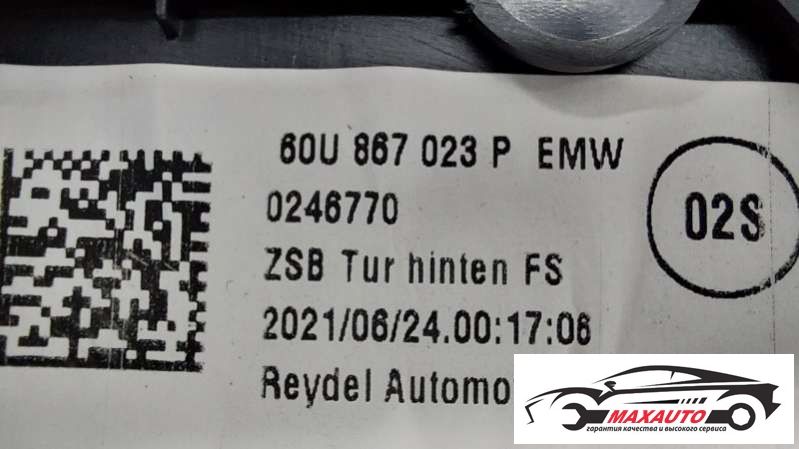 60U 867 023 P EMW
0246770
02S
ZSB Tur hinten FS
2021/06/24.00:17:06
Reydel
MAXAUTO
гарантия качества и высокого сервиса